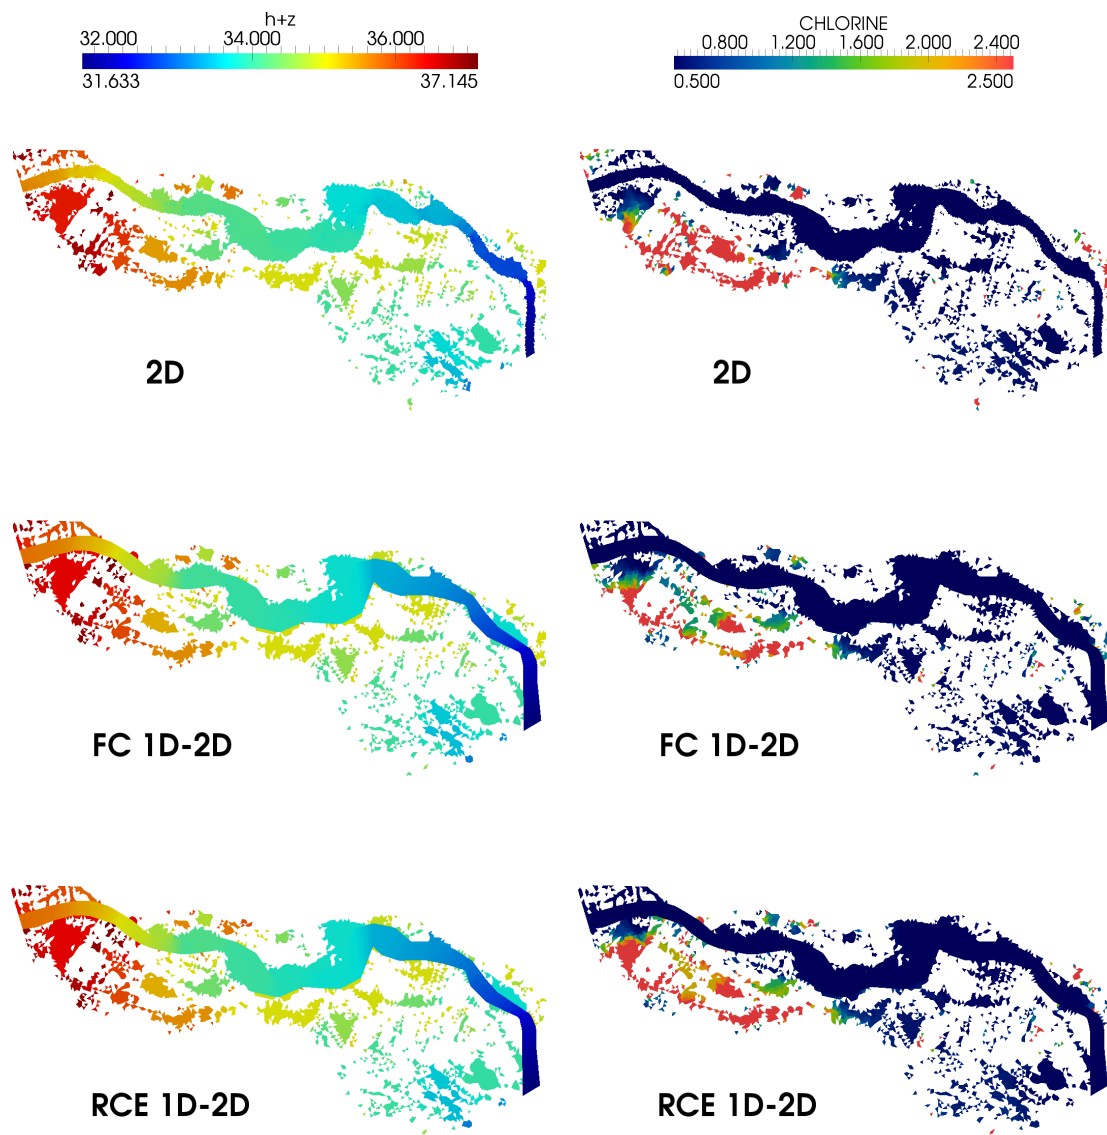 h+z
32.000 34.000 36.000
31.633 37.145
CHLORINE
0.800 1.200 1.600 2.000 2.400
0.500 2.500
2D 2D
FC 1D-2D FC 1D-2D
RCE 1D-2D RCE 1D-2D